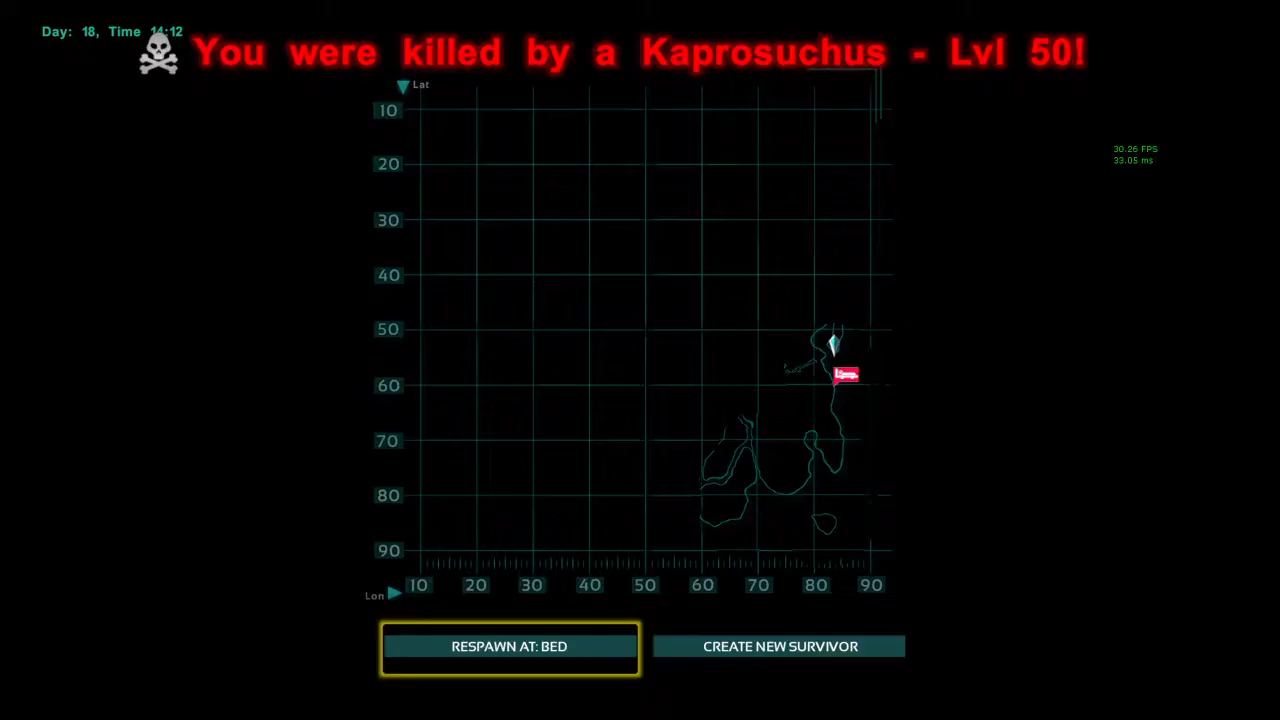 Day: 18, Time 14:12
You were killed by a Kaprosuchus - Lvl 50!
Lat
10
20
30
40
50
60
70
80
90
30.26 FPS
33.05 ms
10 20 30 40 50 60 70 80 90
Lon
RESPAWN AT: BED
CREATE NEW SURVIVOR